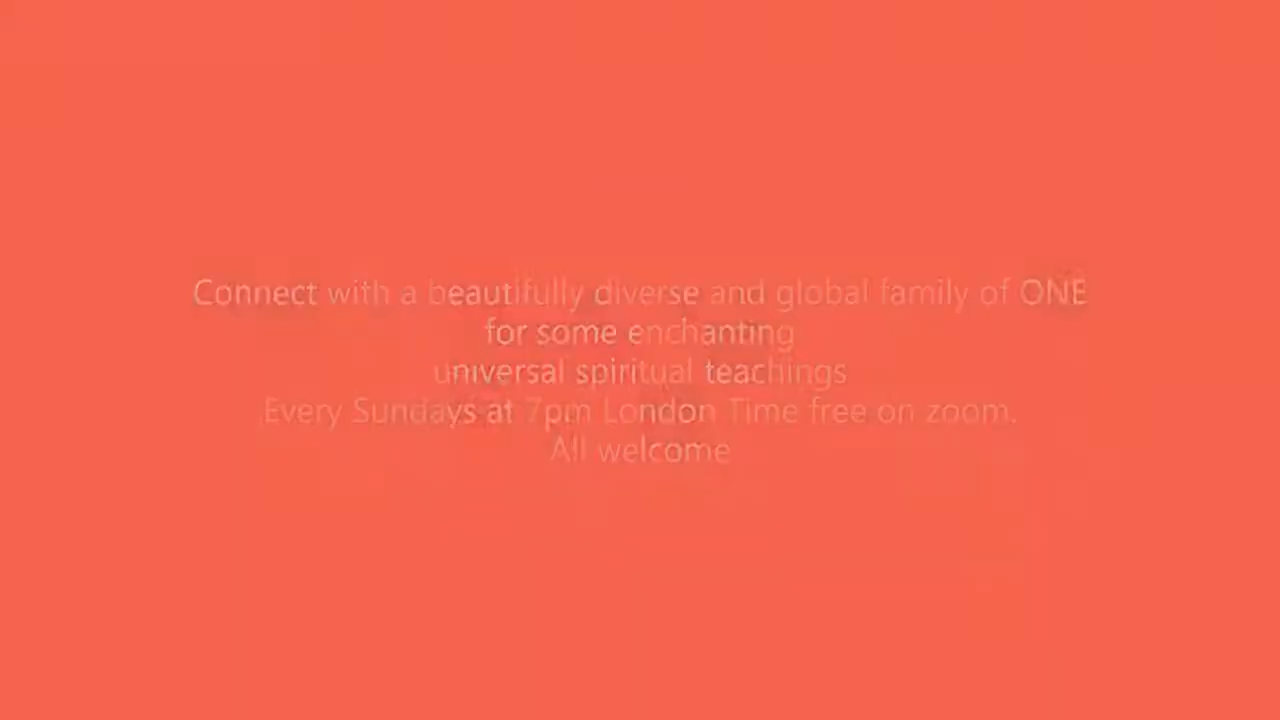 Connect with a beautifully diverse and global family of ONE
for some enchanting
universal spiritual teachings
Every Sundays at 7pm London Time free on zoom.
All welcome